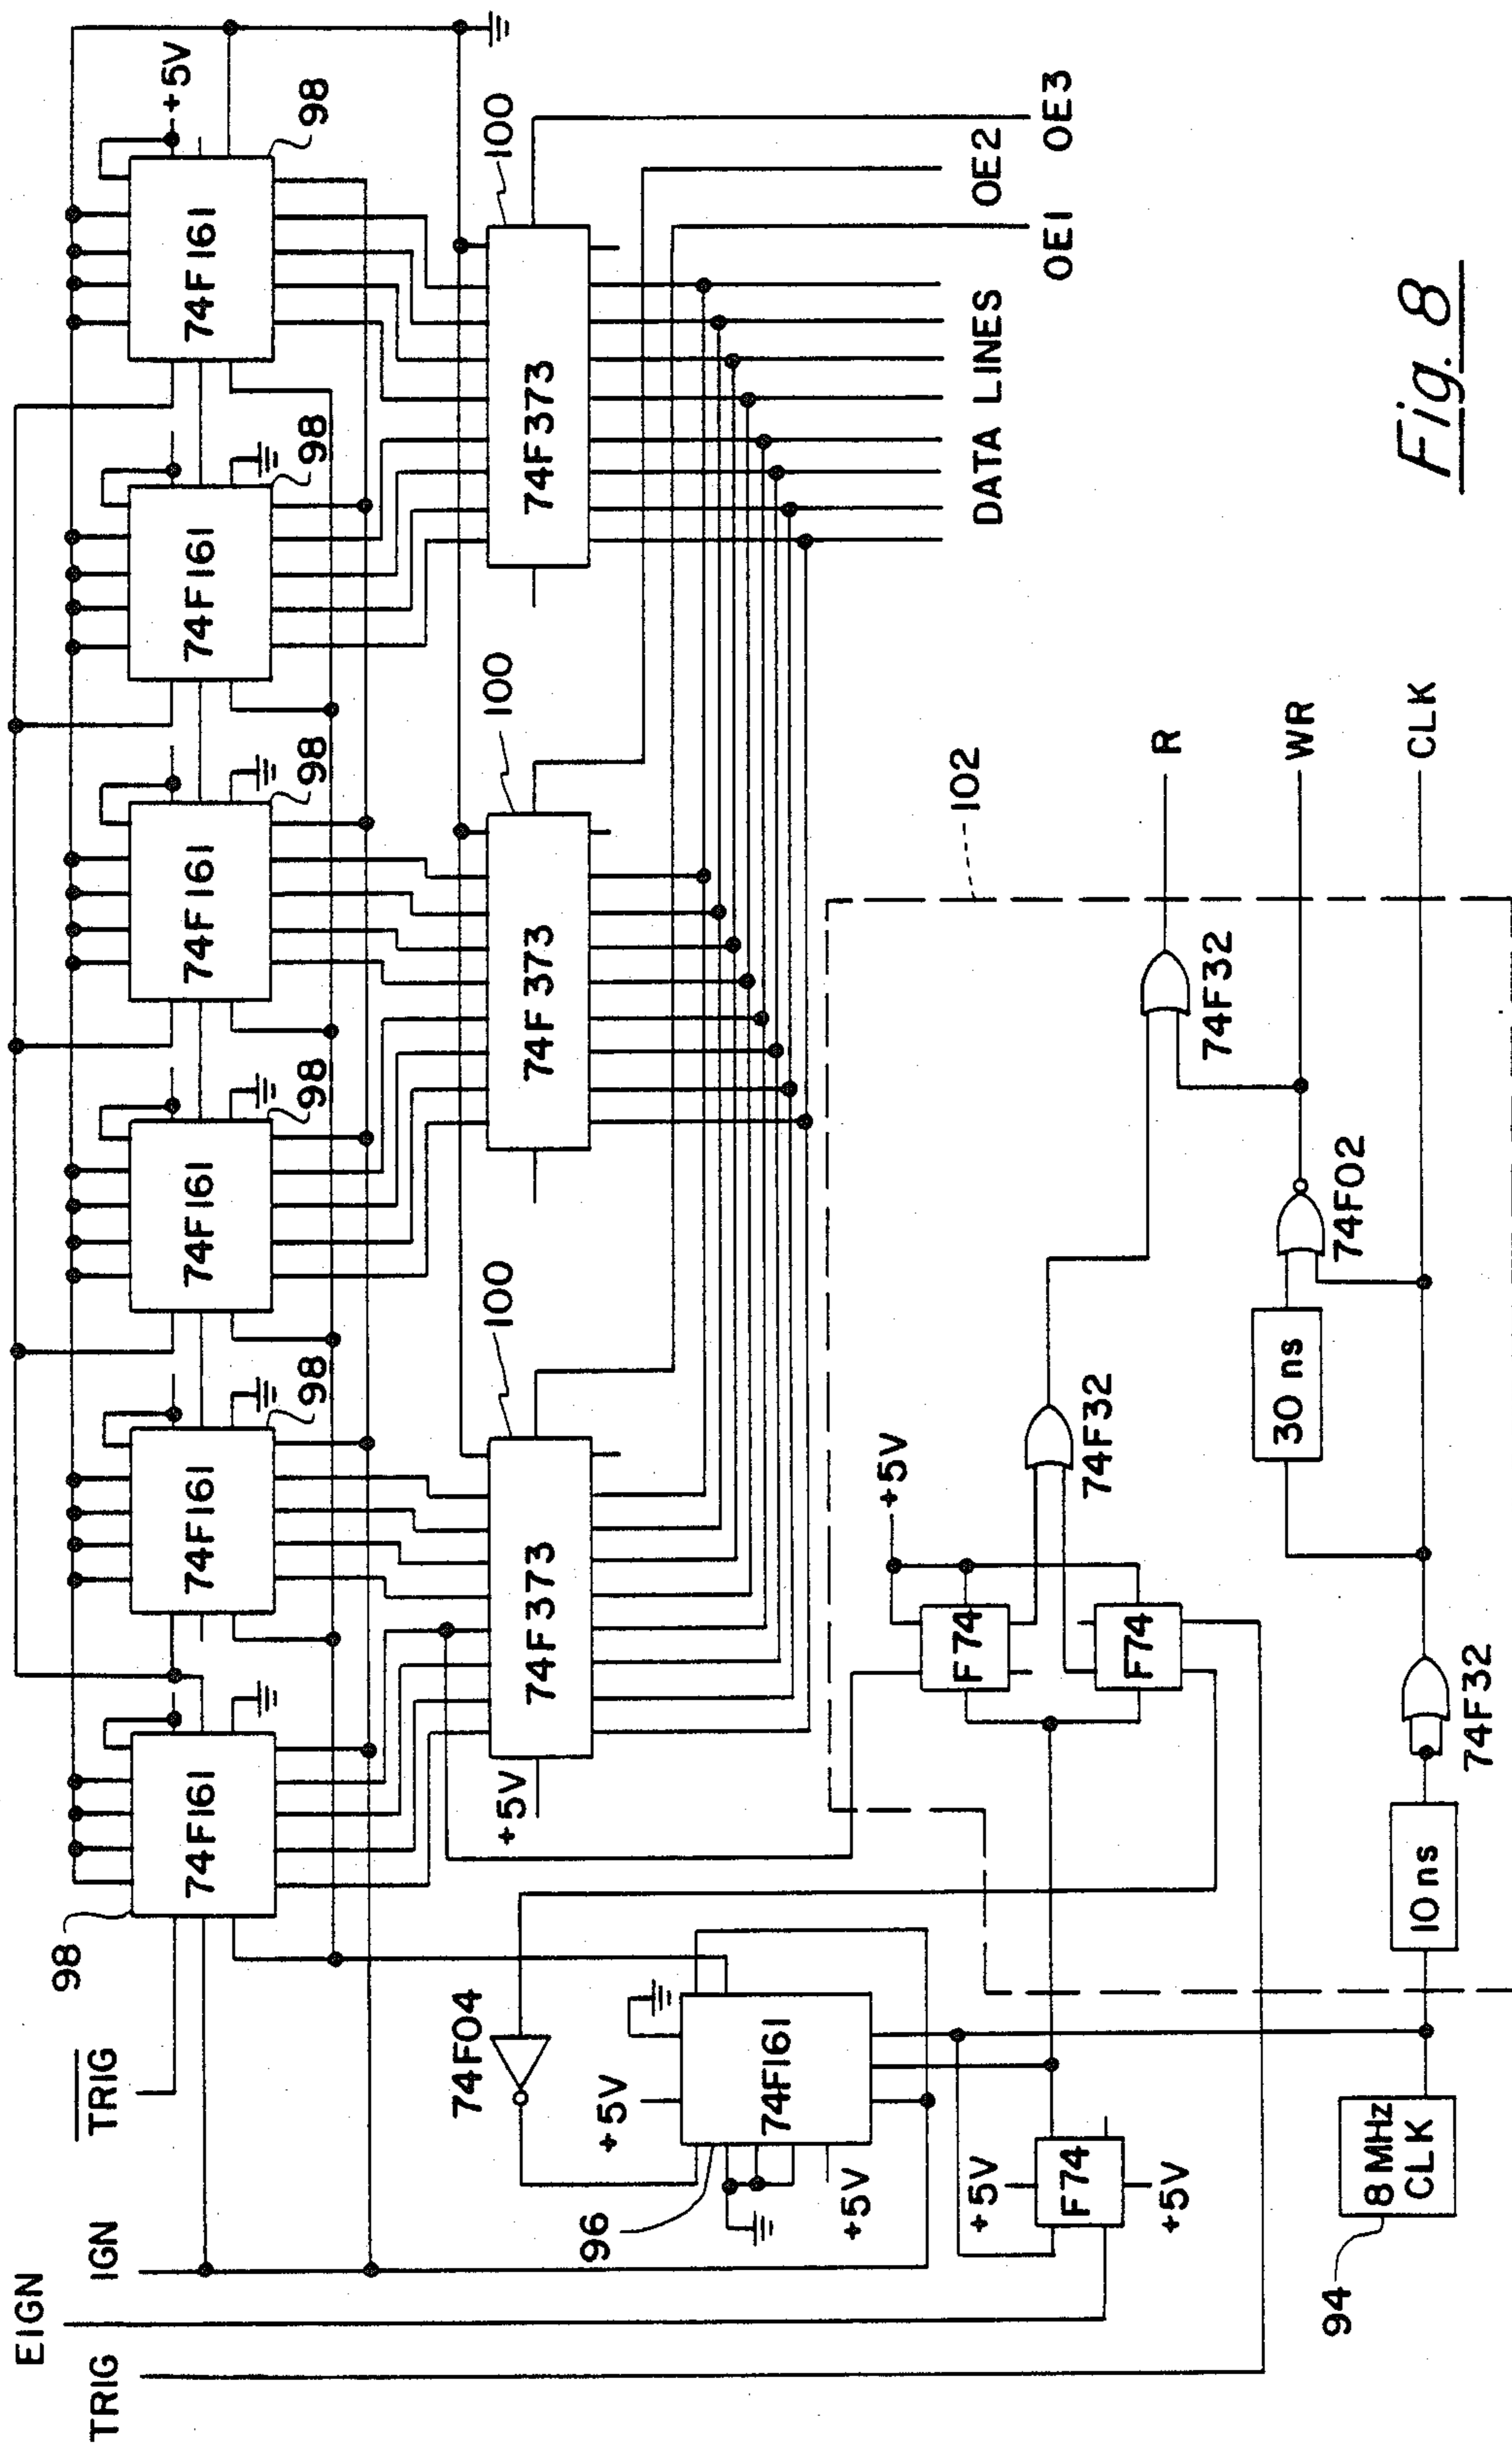 EIGN
TRIG
IGN
TRIG
98
74F161
74F161
98
74F161
98
74F161
98
74F161
98
74F161
98
+5V
74F04
+5V
74F373
100
74F373
100
74F373
100
96
+5V
74F161
+5V
+5V
F74
+5V
94
8 MHz
CLK
10 ns
74F32
+5V
F74
F74
74F32
30 ns
74F02
74F32
102
R
WR
CLK
DATA LINES
OE1
OE2
OE3
Fig. 8